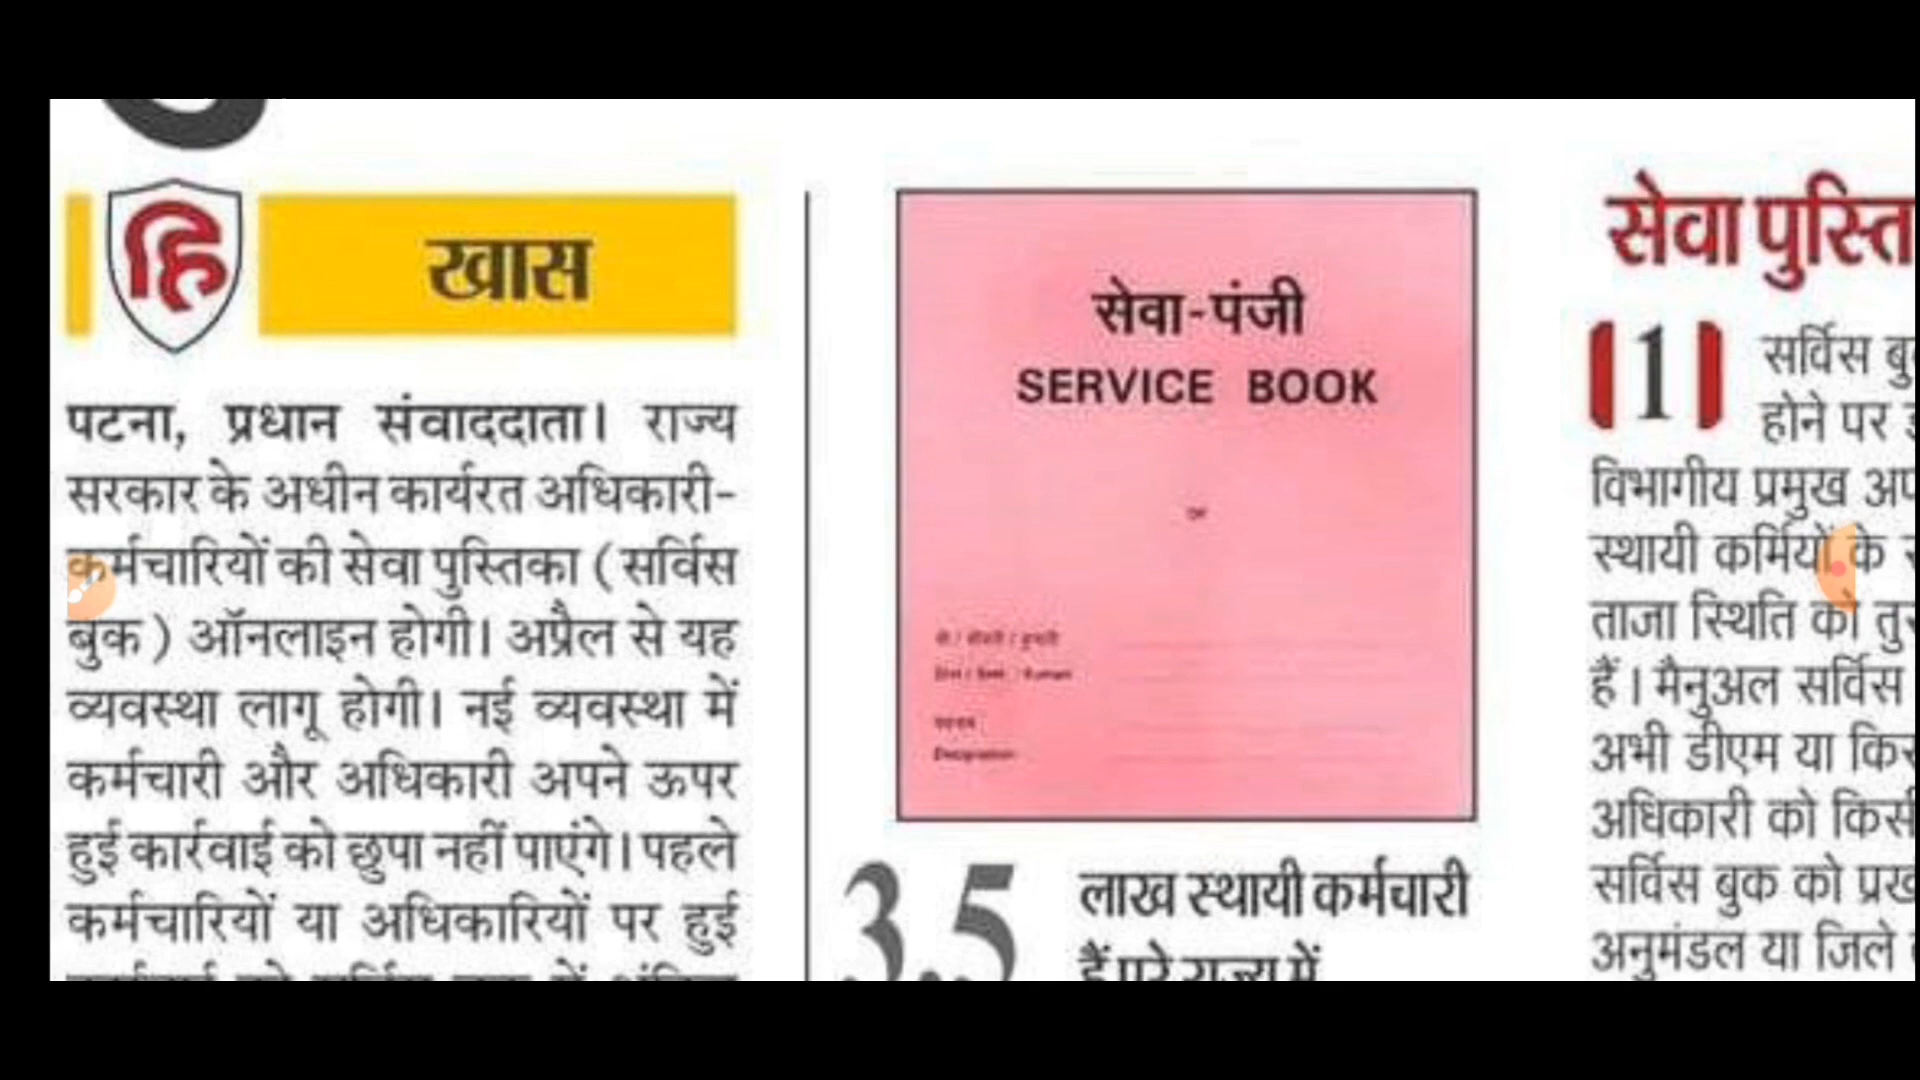 हि
खास
पटना, प्रधान संवाददाता। राज्य
सरकार के अधीन कार्यरत अधिकारी-
कर्मचारियों की सेवा पुस्तिका (सर्विस
बुक) ऑनलाइन होगी। अप्रैल से यह
व्यवस्था लागू होगी। नई व्यवस्था में
कर्मचारी और अधिकारी अपने ऊपर
हुई कार्रवाई को छुपा नहीं पाएंगे। पहले
कर्मचारियों या अधिकारियों पर हुई
सेवा-पंजी
SERVICE BOOK
OF
Designation
3.5 लाख स्थायी कर्मचारी
हैं पूरे राज्य में
सेवा पुस्ति
1 सर्विस बु
होने पर
विभागीय प्रमुख अप
स्थायी कर्मियों के
ताजा स्थिति को तु
हैं। मैनुअल सर्विस
अभी डीएम या कि
अधिकारी को किसी
सर्विस बुक को प्रख
अनुमंडल या जिले